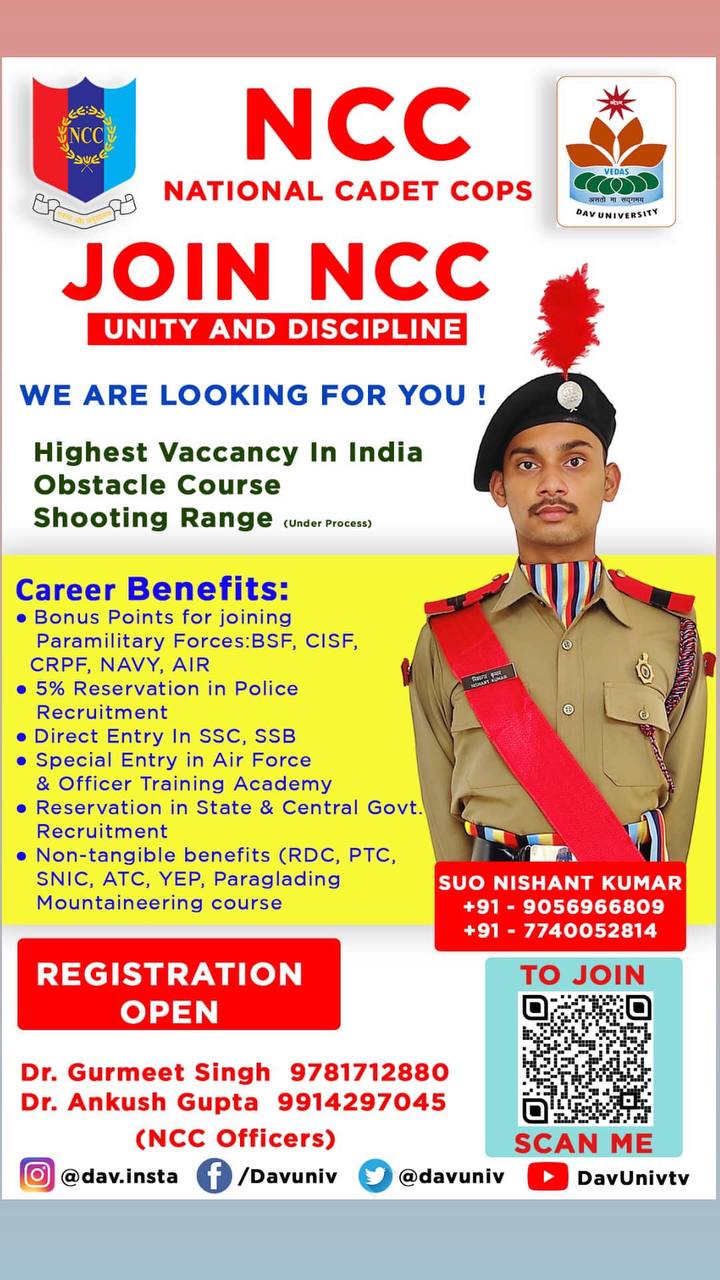 NCC
NCC
NATIONAL CADET COPS
VEDAS
असतो मा सद्गमय
DAV UNIVERSITY
JOIN NCC
UNITY AND DISCIPLINE
WE ARE LOOKING FOR YOU !
Highest Vaccancy In India
Obstacle Course
Shooting Range (Under Process)
Career Benefits:
• Bonus Points for joining
Paramilitary Forces:BSF, CISF,
CRPF, NAVY, AIR
• 5% Reservation in Police
Recruitment
• Direct Entry In SSC, SSB
• Special Entry in Air Force
& Officer Training Academy
• Reservation in State & Central Govt.
Recruitment
• Non-tangible benefits (RDC, PTC,
SNIC, ATC, YEP, Paraglading
Mountaineering course
NISHANT KUMAR
SUO NISHANT KUMAR
+91 - 9056966809
+91 - 7740052814
REGISTRATION
OPEN
TO JOIN
SCAN ME
Dr. Gurmeet Singh 9781712880
Dr. Ankush Gupta 9914297045
(NCC Officers)
@dav.insta
/Davuniv
@davuniv
DavUnivtv